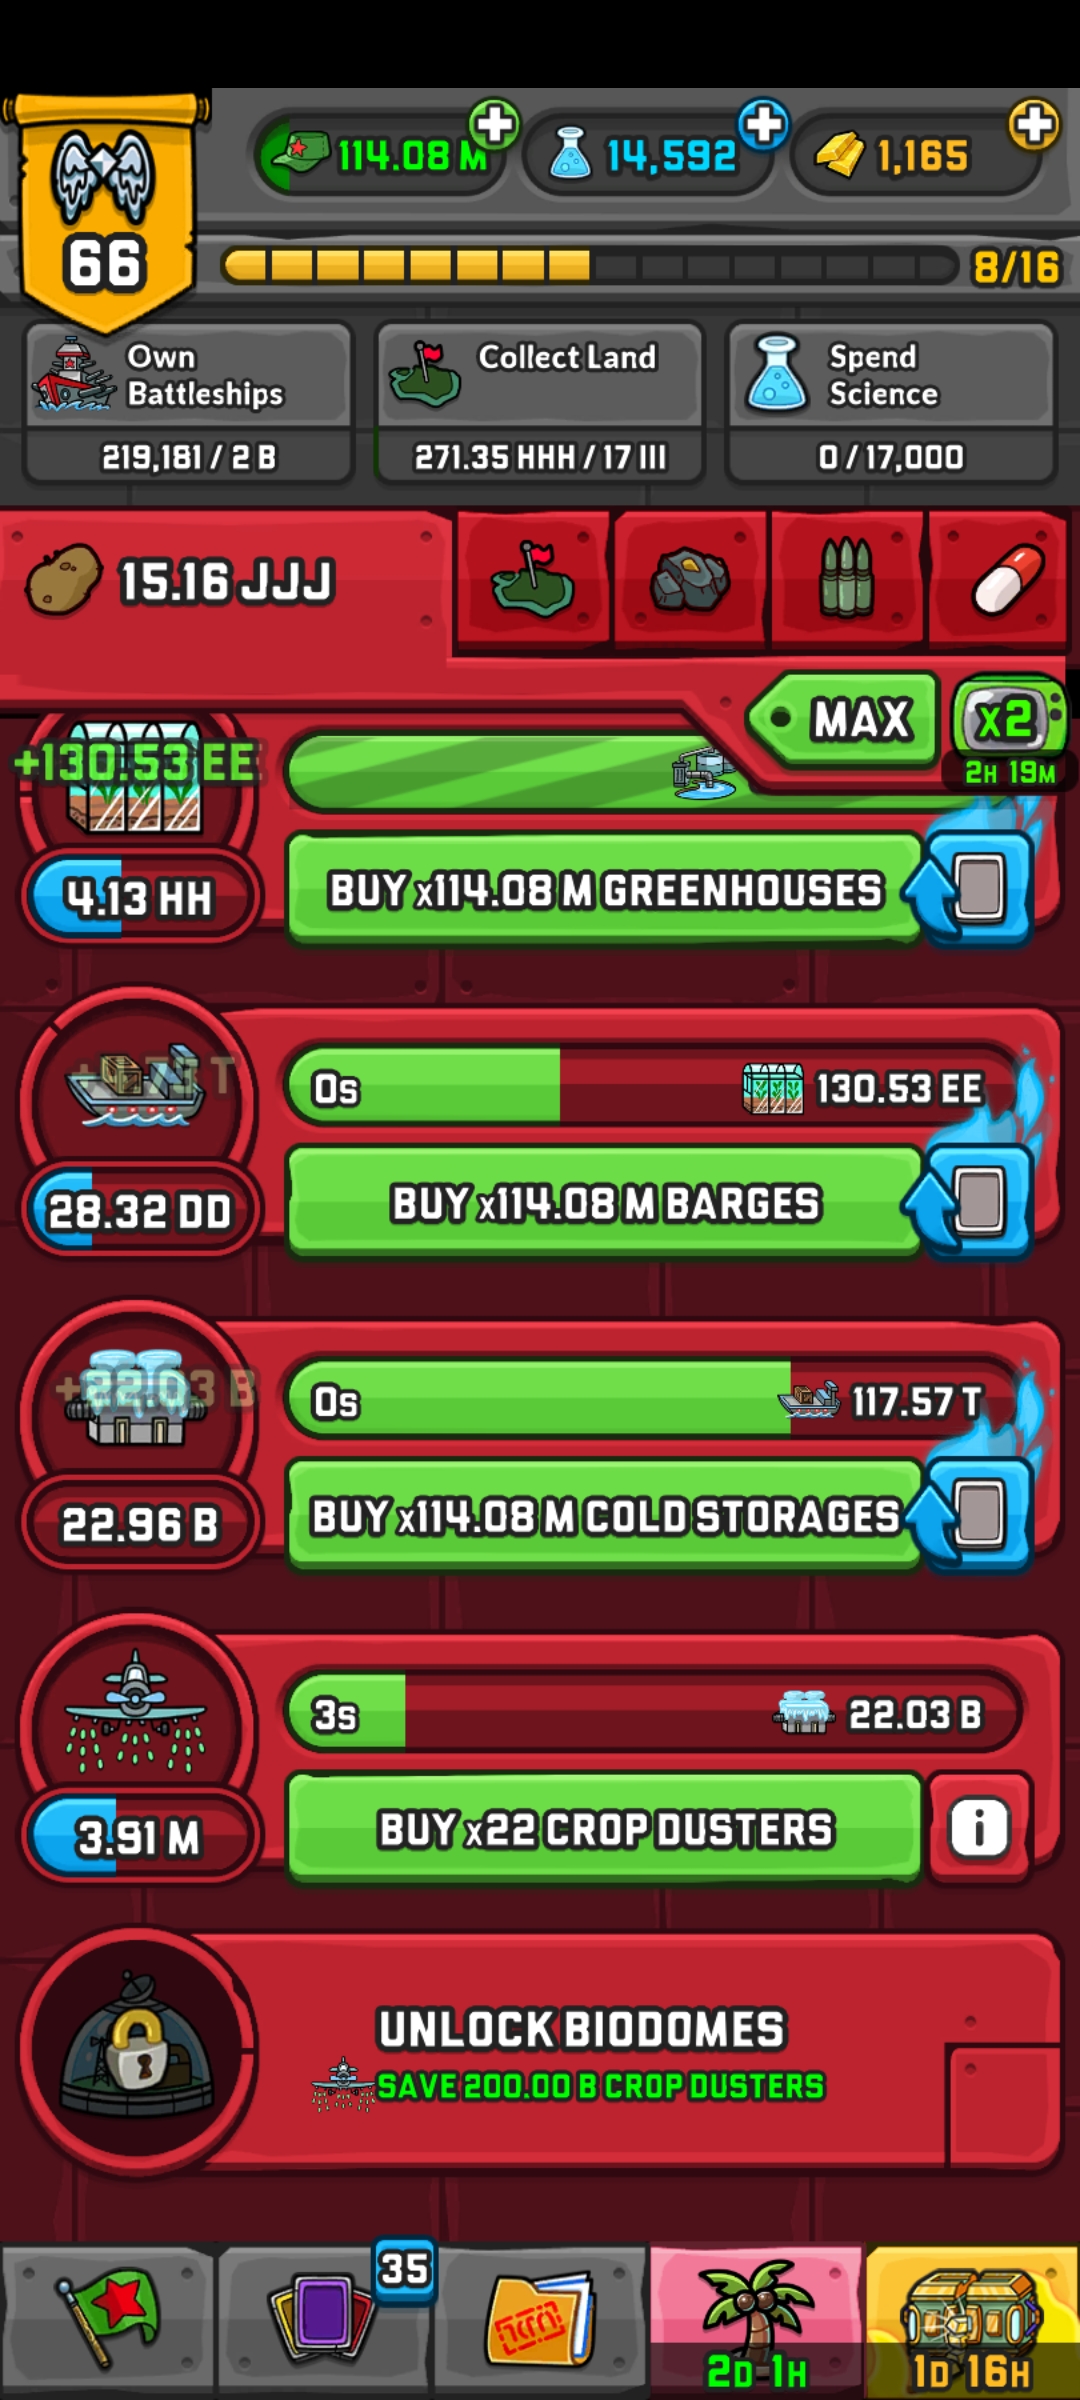 114.08 M
14,592
1,165
66
8/16
Own
Battleships
219,181 / 2 B
Collect Land
271.35 HHH / 17 III
Spend
Science
0 / 17,000
15.16 JJJ
MAX
x2
2H 19M
+130.53 EE
4.13 HH
BUY x114.08 M GREENHOUSES
0s
130.53 EE
28.32 DD
BUY x114.08 M BARGES
+22.03 B
0s
117.57 T
22.96 B
BUY x114.08 M COLD STORAGES
3s
22.03 B
3.91 M
BUY x22 CROP DUSTERS
i
UNLOCK BIODOMES
SAVE 200.00 B CROP DUSTERS
35
2D 1H
1D 16H